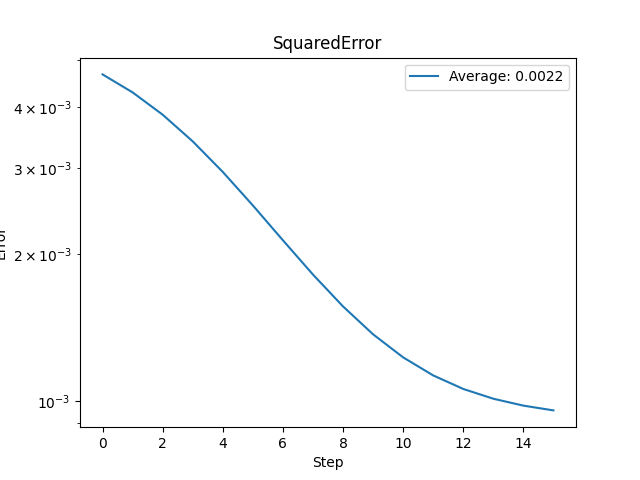 SquaredError
Average: 0.0022
4 × 10⁻³
3 × 10⁻³
2 × 10⁻³
10⁻³
Error
0 2 4 6 8 10 12 14
Step